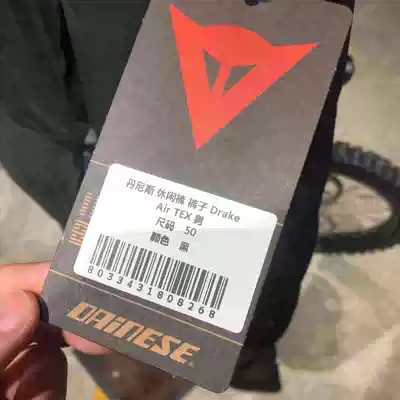 丹尼斯 休闲裤 裤子 Drake
Air TEX 男
尺码 50
颜色 黑
8033431808268
DAINESE